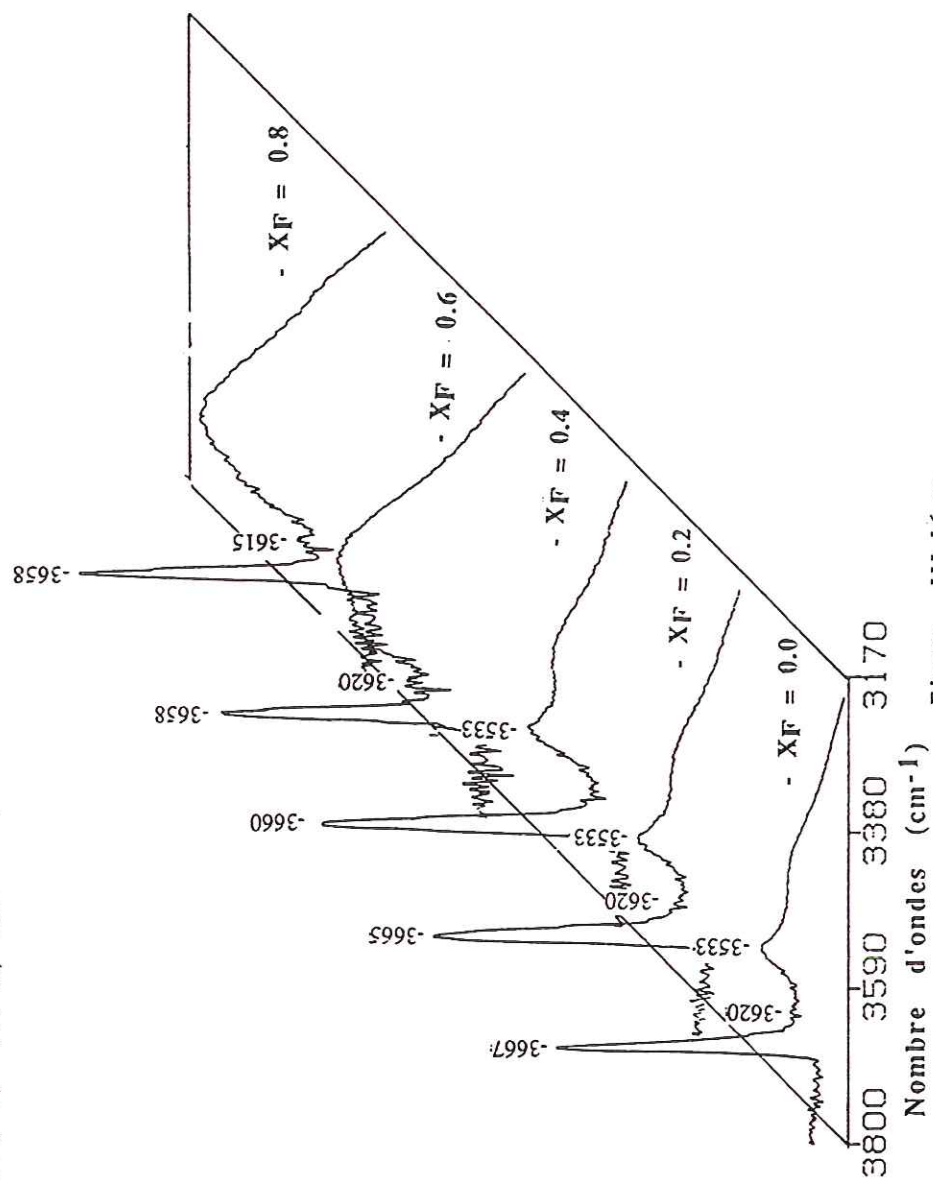 - XF = 0.8
-3615
-3658
- XF = 0.6
-3620
-3658
- XF = 0.4
-3533
-3660
- XF = 0.2
-3533
-3620
-3665
- XF = 0.0
-3533
-3620
-3667
3800 3590 3380 3170
Nombre d'ondes (cm-1)